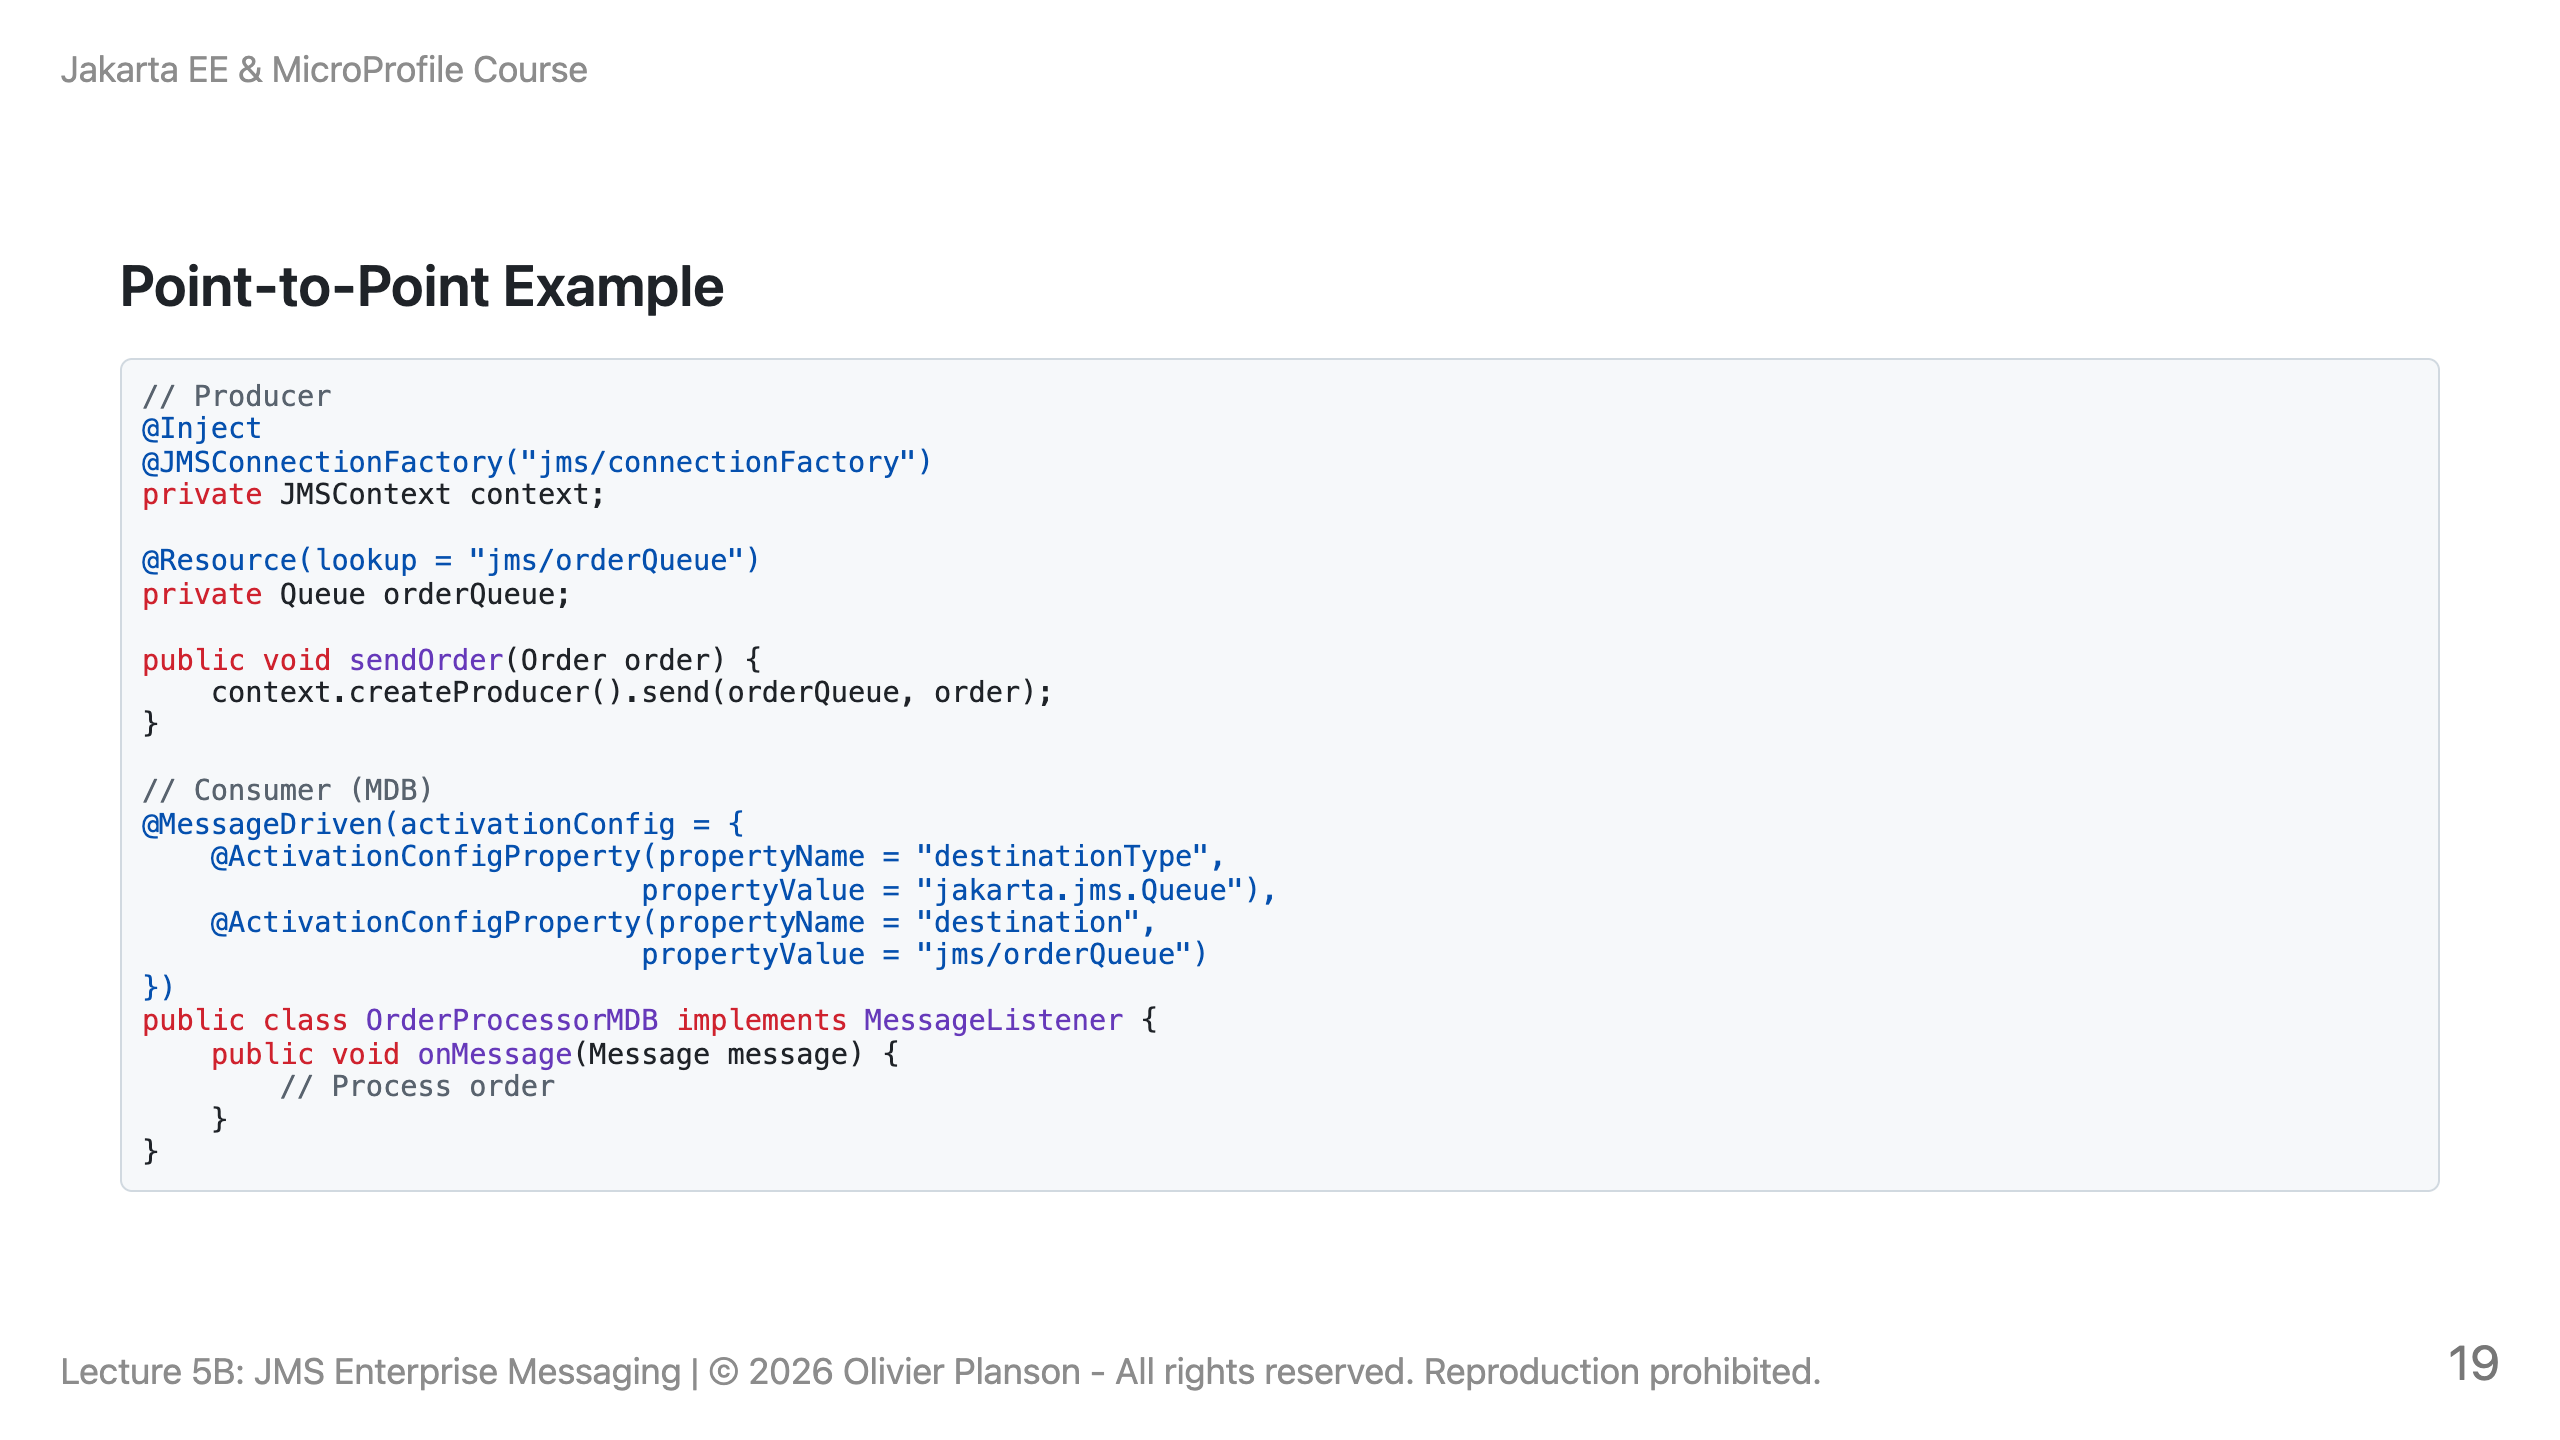 Jakarta EE & MicroProfile Course
Point-to-Point Example
// Producer
@Inject
@JMSConnectionFactory("jms/connectionFactory")
private JMSContext context;

@Resource(lookup = "jms/orderQueue")
private Queue orderQueue;

public void sendOrder(Order order) {
    context.createProducer().send(orderQueue, order);
}

// Consumer (MDB)
@MessageDriven(activationConfig = {
    @ActivationConfigProperty(propertyName = "destinationType",
                             propertyValue = "jakarta.jms.Queue"),
    @ActivationConfigProperty(propertyName = "destination",
                             propertyValue = "jms/orderQueue")
})
public class OrderProcessorMDB implements MessageListener {
    public void onMessage(Message message) {
        // Process order
    }
}
Lecture 5B: JMS Enterprise Messaging | © 2026 Olivier Planson - All rights reserved. Reproduction prohibited.
19